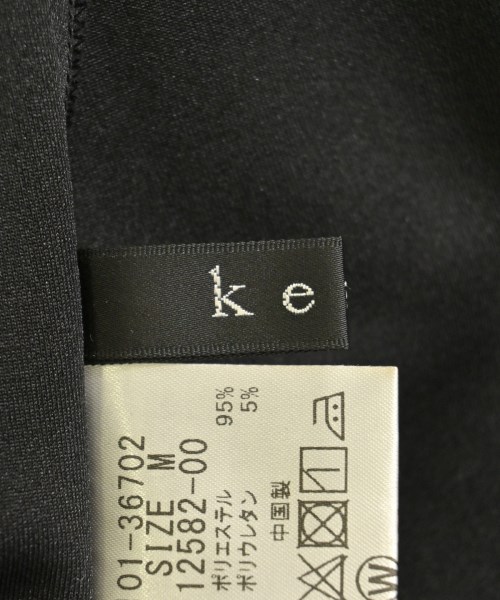 k e
01-36702
SIZE M
12582-00
ポリエステル 95%
ポリウレタン 5%
中国製
W